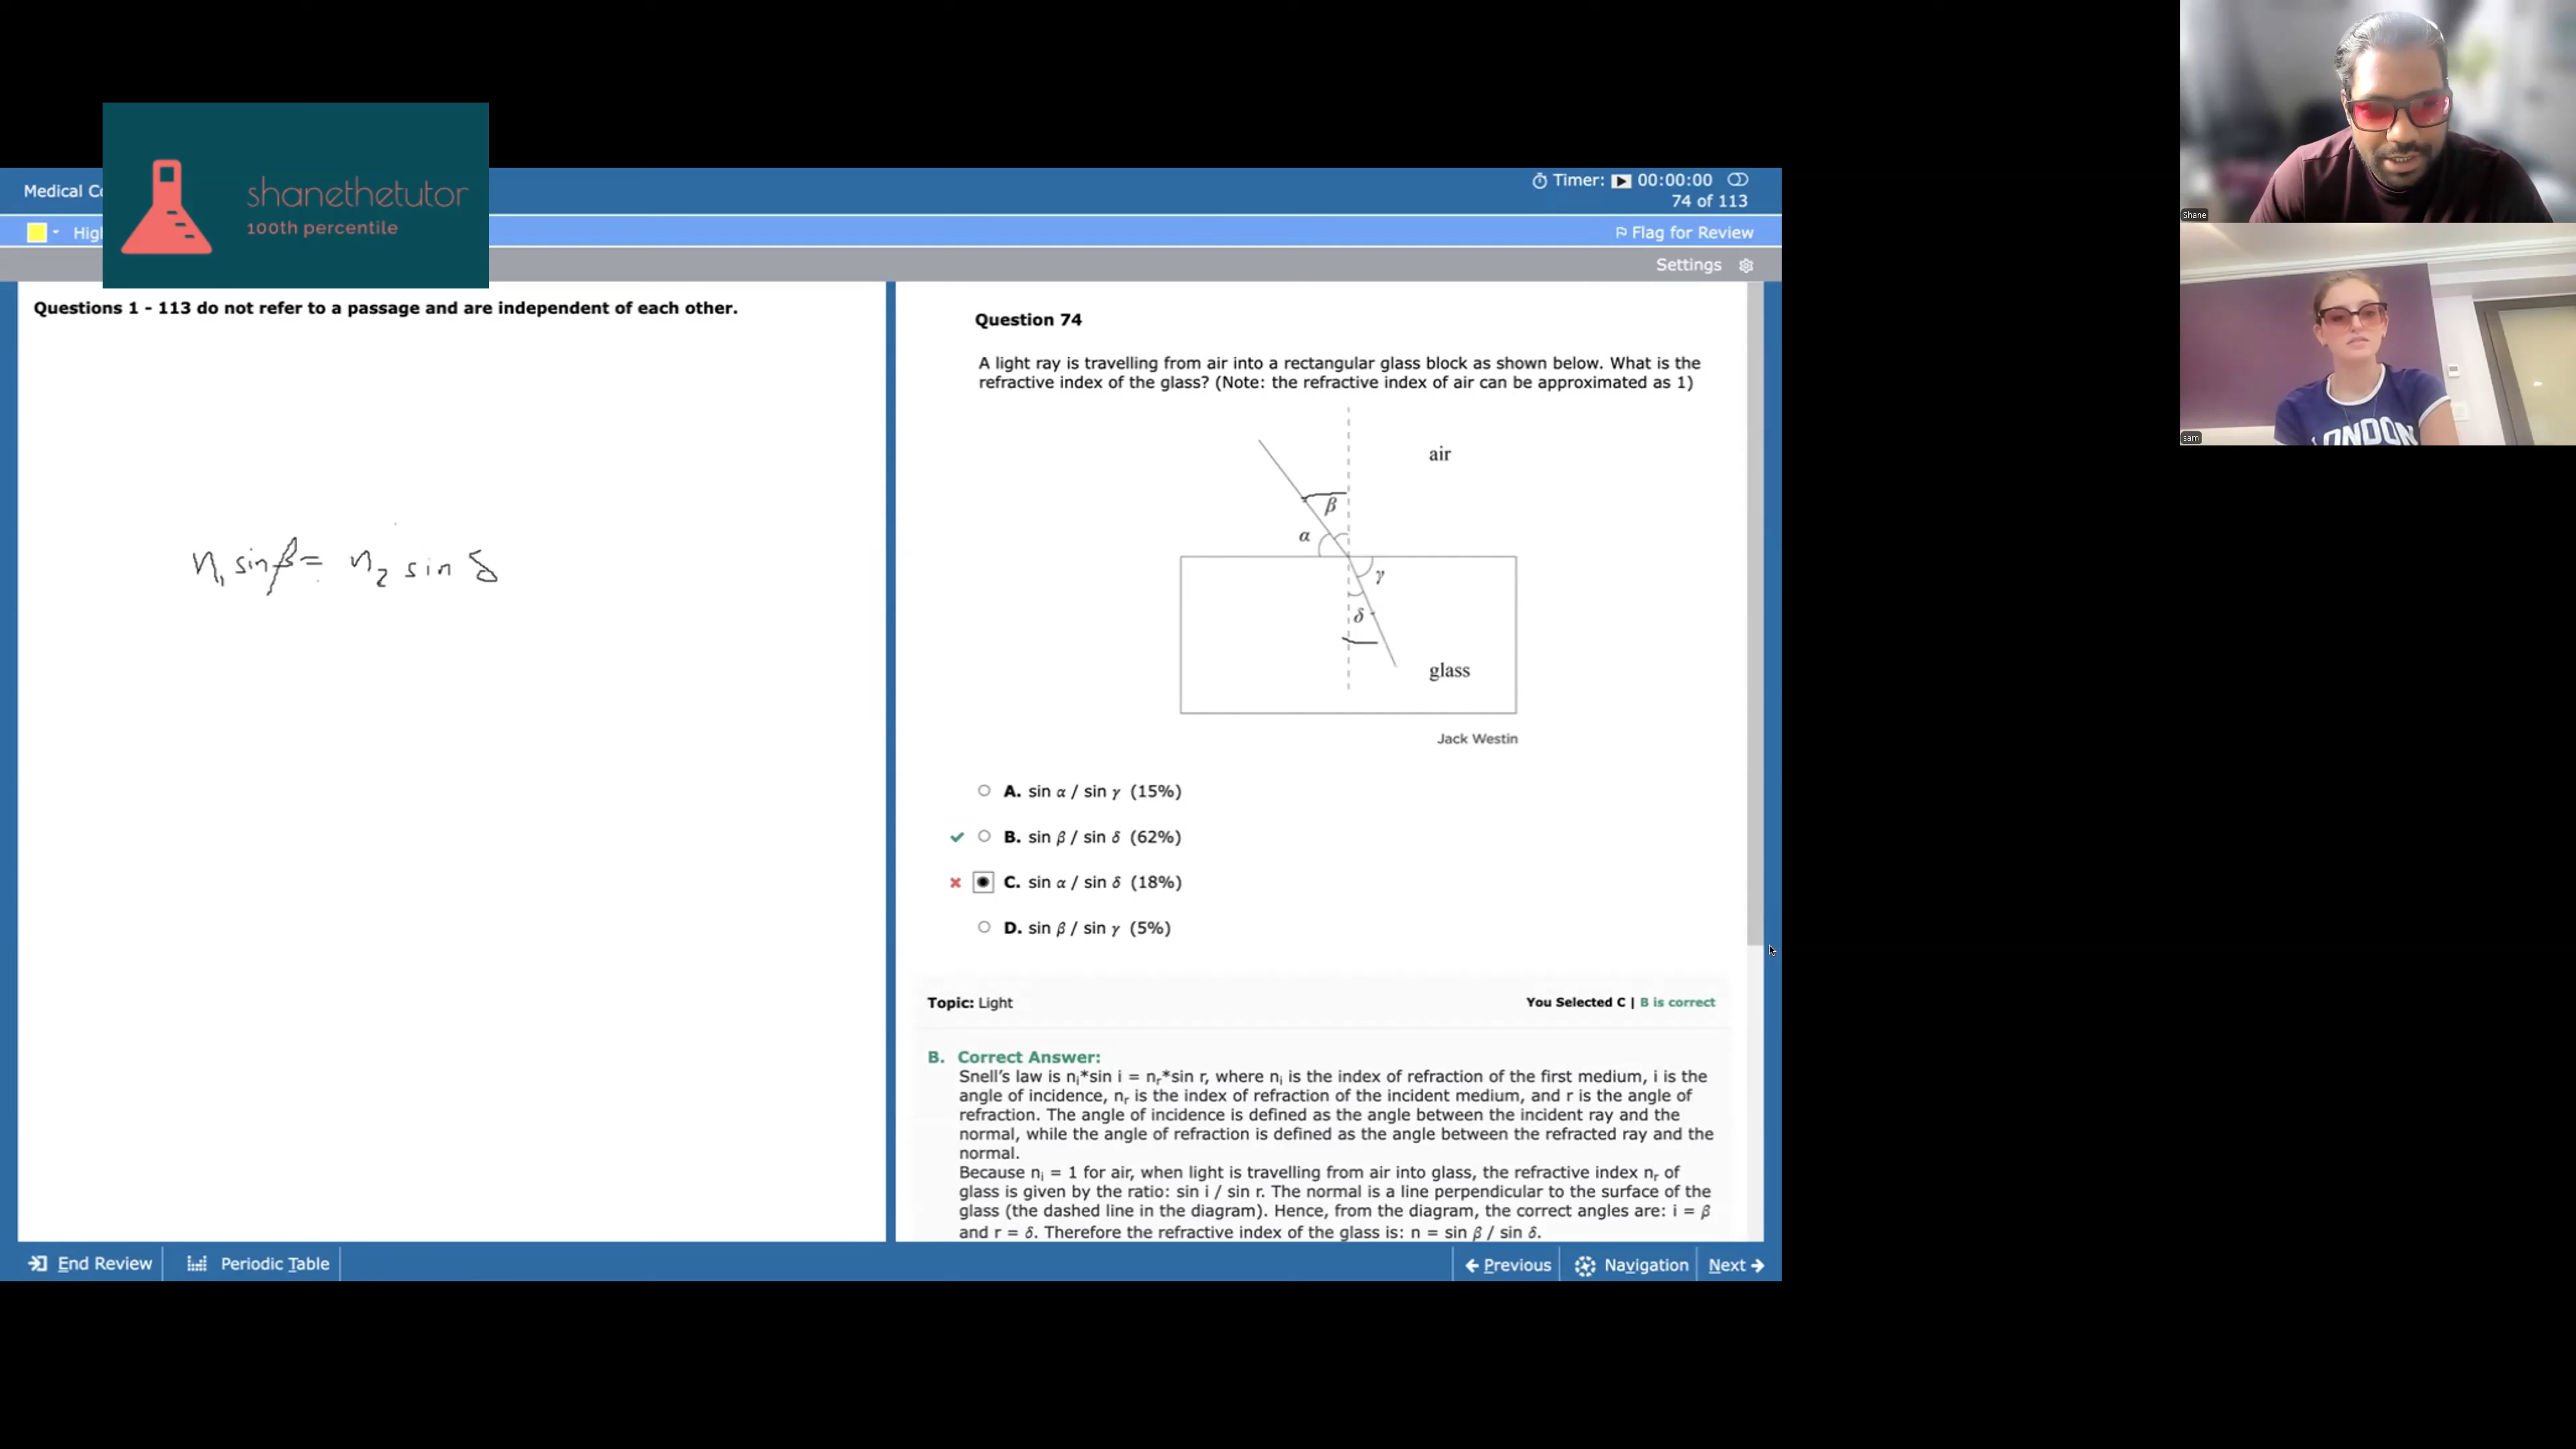 shanethetutor
100th percentile
Medical Co
Timer: 00:00:00
74 of 113
Hig
Flag for Review
Settings
Questions 1 - 113 do not refer to a passage and are independent of each other.
n₁ sin β = n₂ sin δ
Question 74
A light ray is travelling from air into a rectangular glass block as shown below. What is the
refractive index of the glass? (Note: the refractive index of air can be approximated as 1)
air
β
α
γ
δ
glass
Jack Westin
A. sin α / sin γ (15%)
B. sin β / sin δ (62%)
C. sin α / sin δ (18%)
D. sin β / sin γ (5%)
Topic: Light
You Selected C | B is correct
B. Correct Answer:
Snell's law is nᵢ*sin i = nᵣ*sin r, where nᵢ is the index of refraction of the first medium, i is the
angle of incidence, nᵣ is the index of refraction of the incident medium, and r is the angle of
refraction. The angle of incidence is defined as the angle between the incident ray and the
normal, while the angle of refraction is defined as the angle between the refracted ray and the
normal.
Because nᵢ = 1 for air, when light is travelling from air into glass, the refractive index nᵣ of
glass is given by the ratio: sin i / sin r. The normal is a line perpendicular to the surface of the
glass (the dashed line in the diagram). Hence, from the diagram, the correct angles are: i = β
and r = δ. Therefore the refractive index of the glass is: n = sin β / sin δ.
End Review
Periodic Table
Previous
Navigation
Next
Shane
LONDON
sam